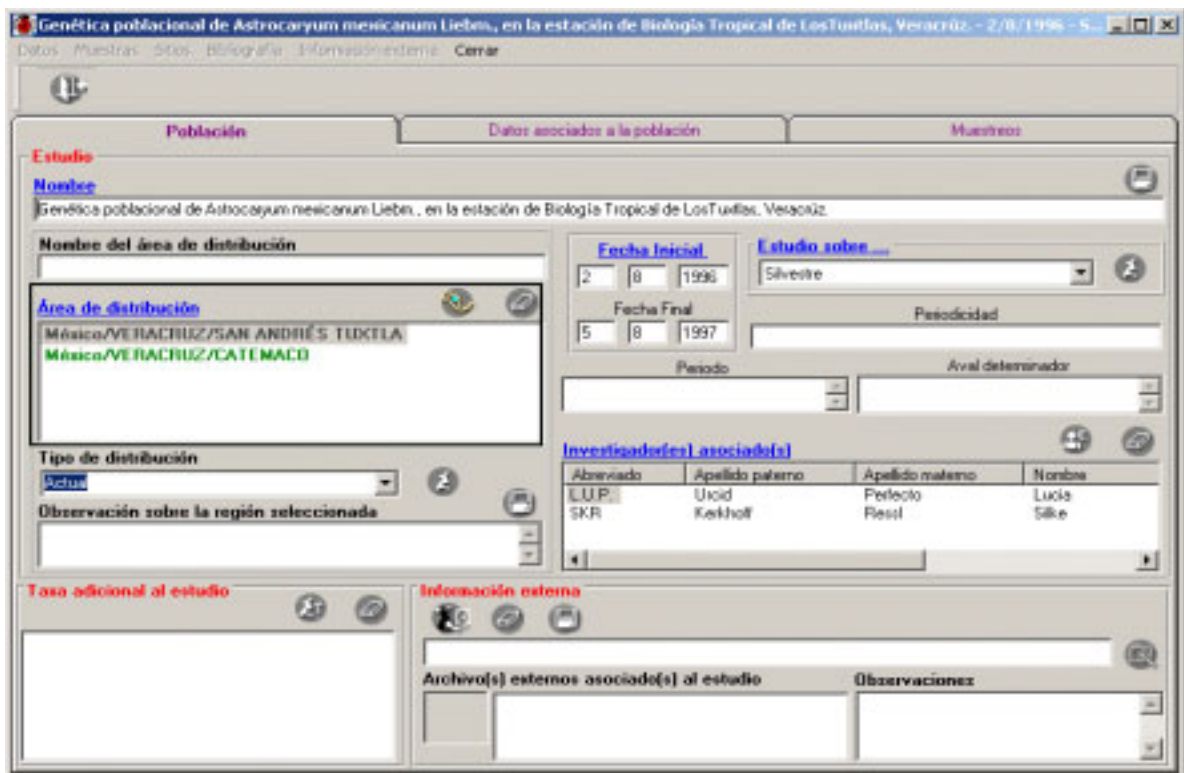 Genética poblacional de Astrocaryum mexicanum Liebm., en la estación de Biología Tropical de LosTuxtlas, Veracrúz. - 2/8/1996 - S...
Datos Muestras Sitios Bibliografía Información externa Cerrar
Población Datos asociados a la población Muestreos
Estudio
Nombre
Genética poblacional de Astrocaryum mexicanum Liebm., en la estación de Biología Tropical de LosTuxtlas, Veracrúz.
Nombre del área de distribución
Fecha Inicial
Estudio sobre ....
2 8 1996
Silvestre
Área de distribución
México/VERACRUZ/SAN ANDRÉS TUXTLA
México/VERACRUZ/CATEMACO
Fecha Final
5 8 1997
Periodicidad
Periodo
Aval determinador
Tipo de distribución
Actual
Observación sobre la región seleccionada
Investigador(es) asociado(s)
Abreviado Apellido paterno Apellido materno Nombre
L.U.P. Urcid Perfecto Lucia
SKR Kerkhoff Ressl Silke
Taxa adicional al estudio
Información externa
Archivo(s) externos asociado(s) al estudio
Observaciones